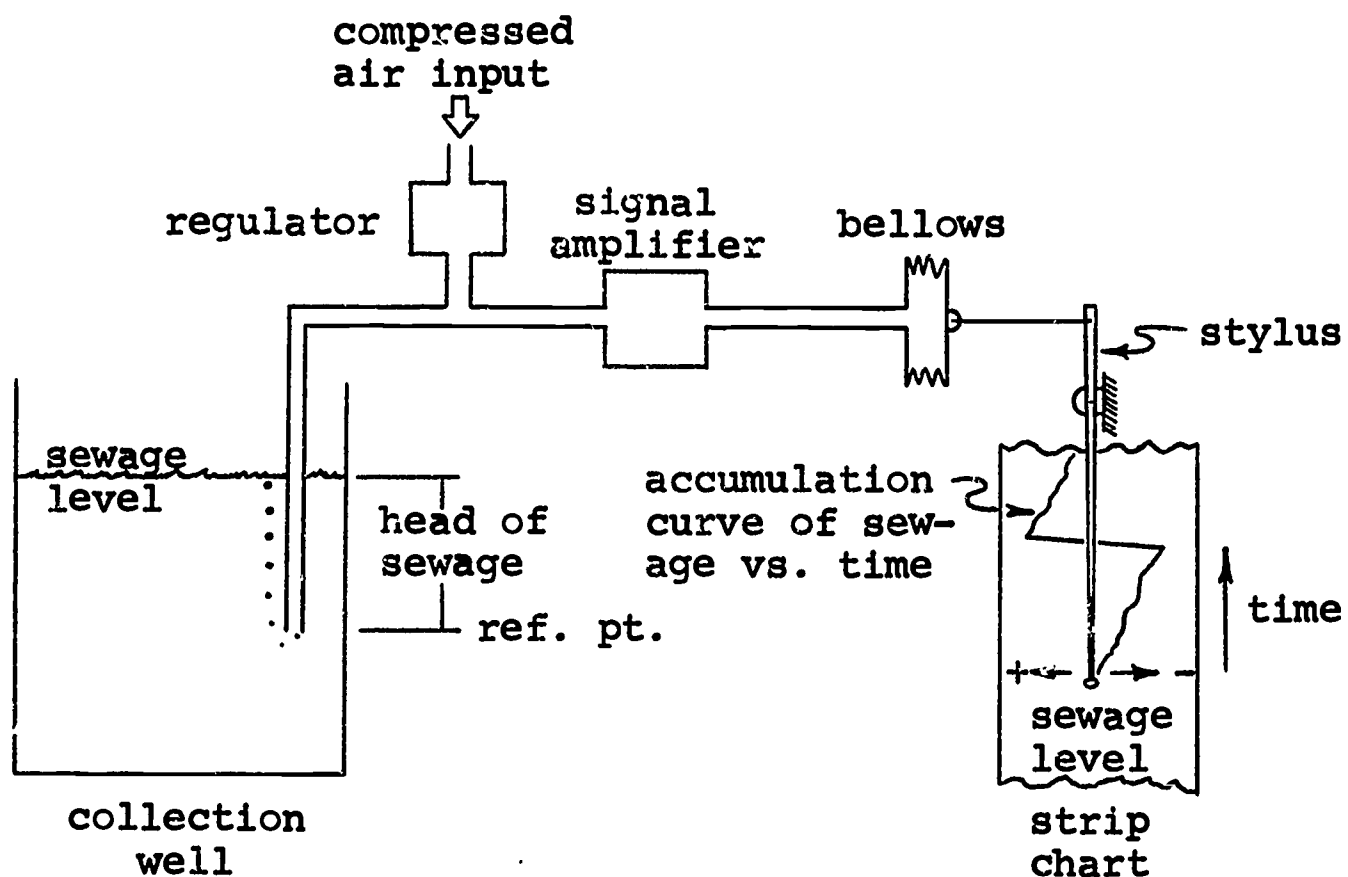 compressed
air input
regulator
signal
amplifier
bellows
stylus
sewage
level
head of
sewage
ref. pt.
accumulation
curve of sew-
age vs. time
time
+ -
sewage
level
collection
well
strip
chart